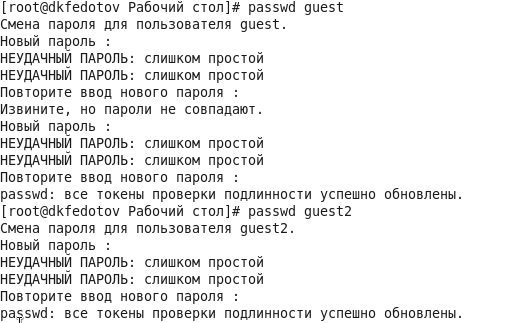 [root@dkfedotov Рабочий стол]# passwd guest
Смена пароля для пользователя guest.
Новый пароль :
НЕУДАЧНЫЙ ПАРОЛЬ: слишком простой
НЕУДАЧНЫЙ ПАРОЛЬ: слишком простой
Повторите ввод нового пароля :
Извините, но пароли не совпадают.
Новый пароль :
НЕУДАЧНЫЙ ПАРОЛЬ: слишком простой
НЕУДАЧНЫЙ ПАРОЛЬ: слишком простой
Повторите ввод нового пароля :
passwd: все токены проверки подлинности успешно обновлены.
[root@dkfedotov Рабочий стол]# passwd guest2
Смена пароля для пользователя guest2.
Новый пароль :
НЕУДАЧНЫЙ ПАРОЛЬ: слишком простой
НЕУДАЧНЫЙ ПАРОЛЬ: слишком простой
Повторите ввод нового пароля :
passwd: все токены проверки подлинности успешно обновлены.